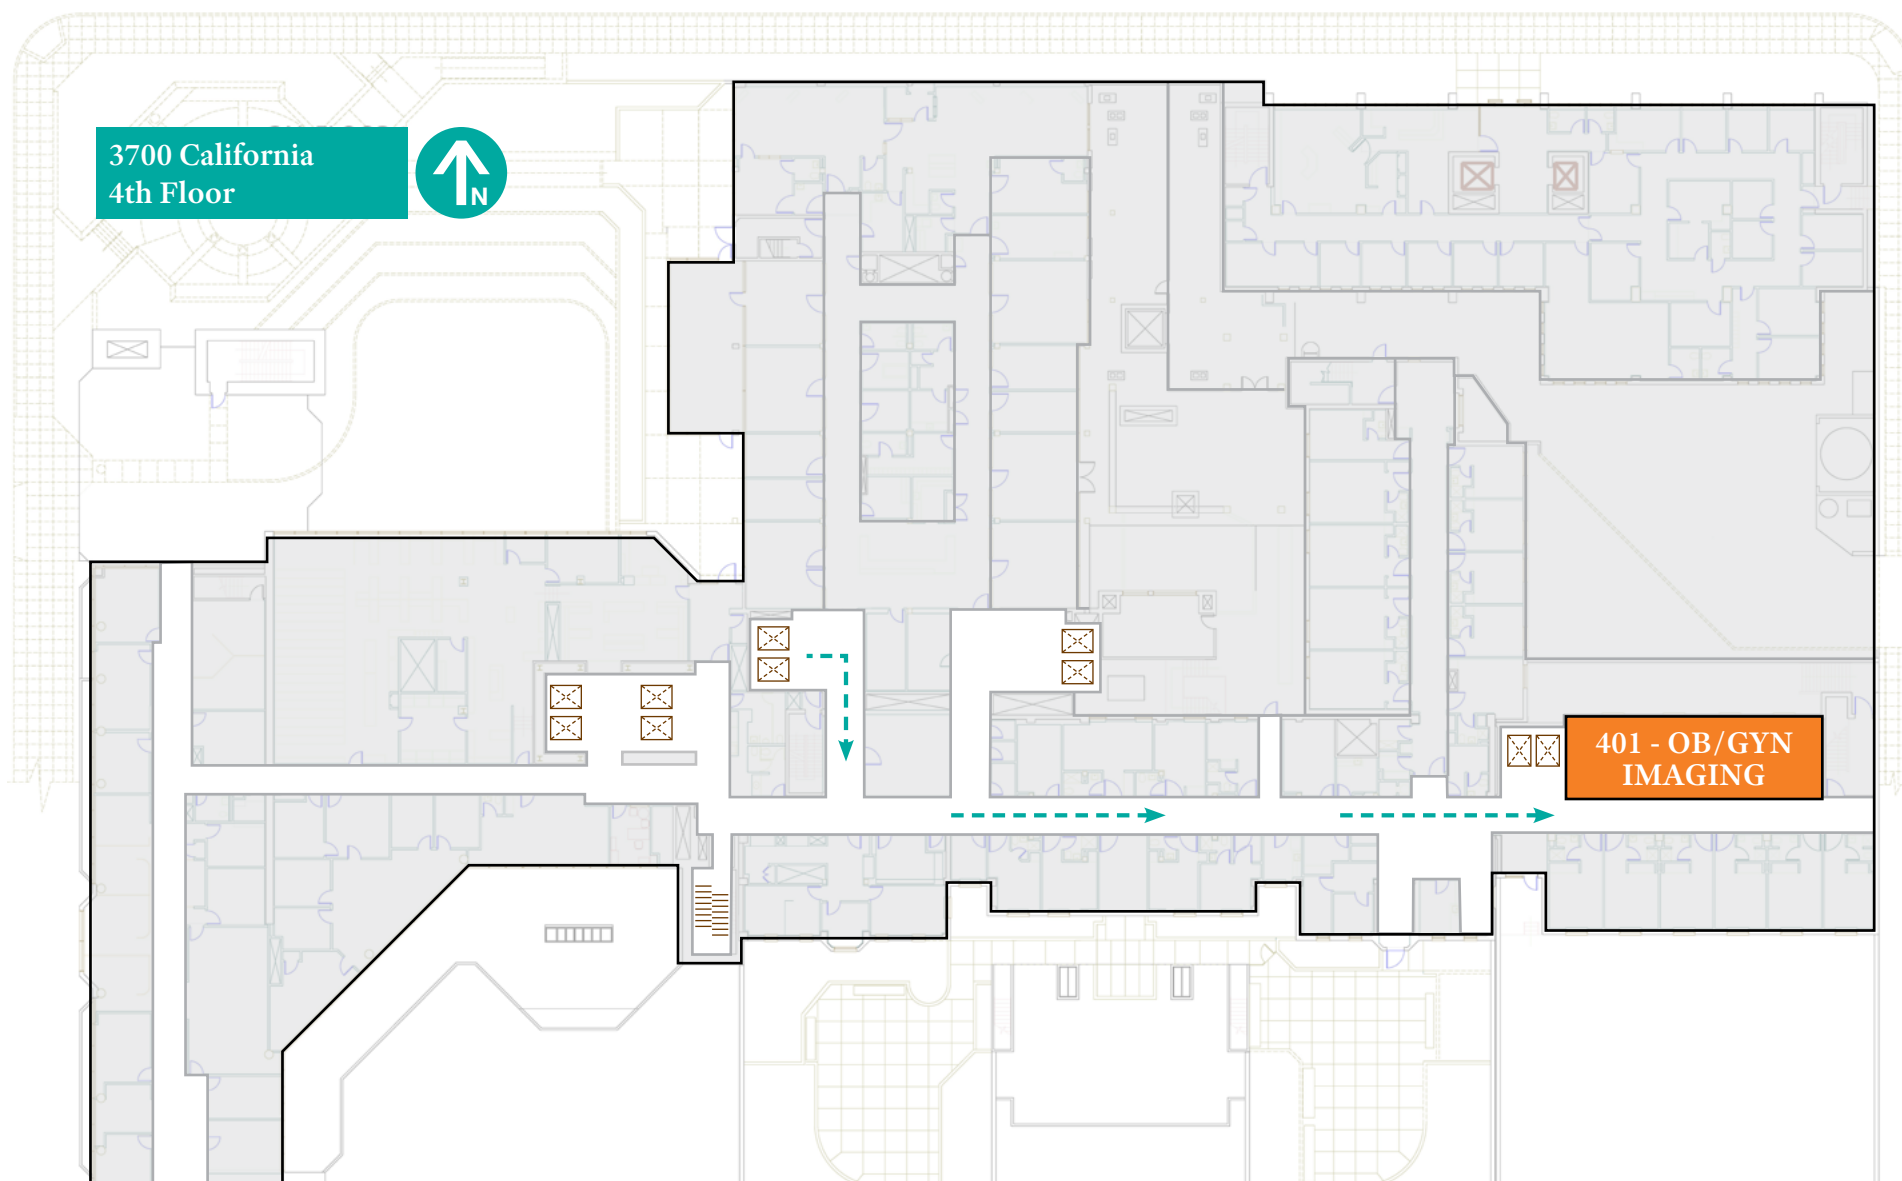 3700 California
4th Floor
N
401 - OB/GYN
IMAGING